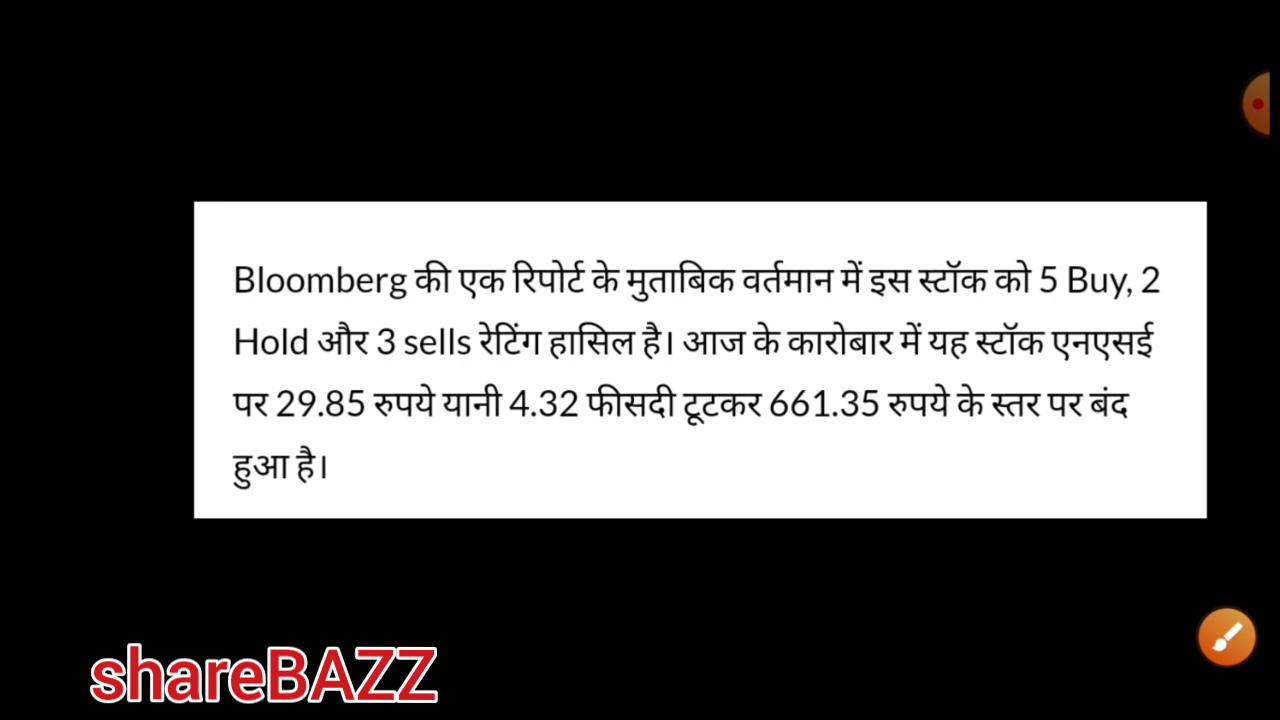 Bloomberg की एक रिपोर्ट के मुताबिक वर्तमान में इस स्टॉक को 5 Buy, 2
Hold और 3 sells रेटिंग हासिल है। आज के कारोबार में यह स्टॉक एनएसई
पर 29.85 रुपये यानी 4.32 फीसदी टूटकर 661.35 रुपये के स्तर पर बंद
हुआ है।
shareBAZZ